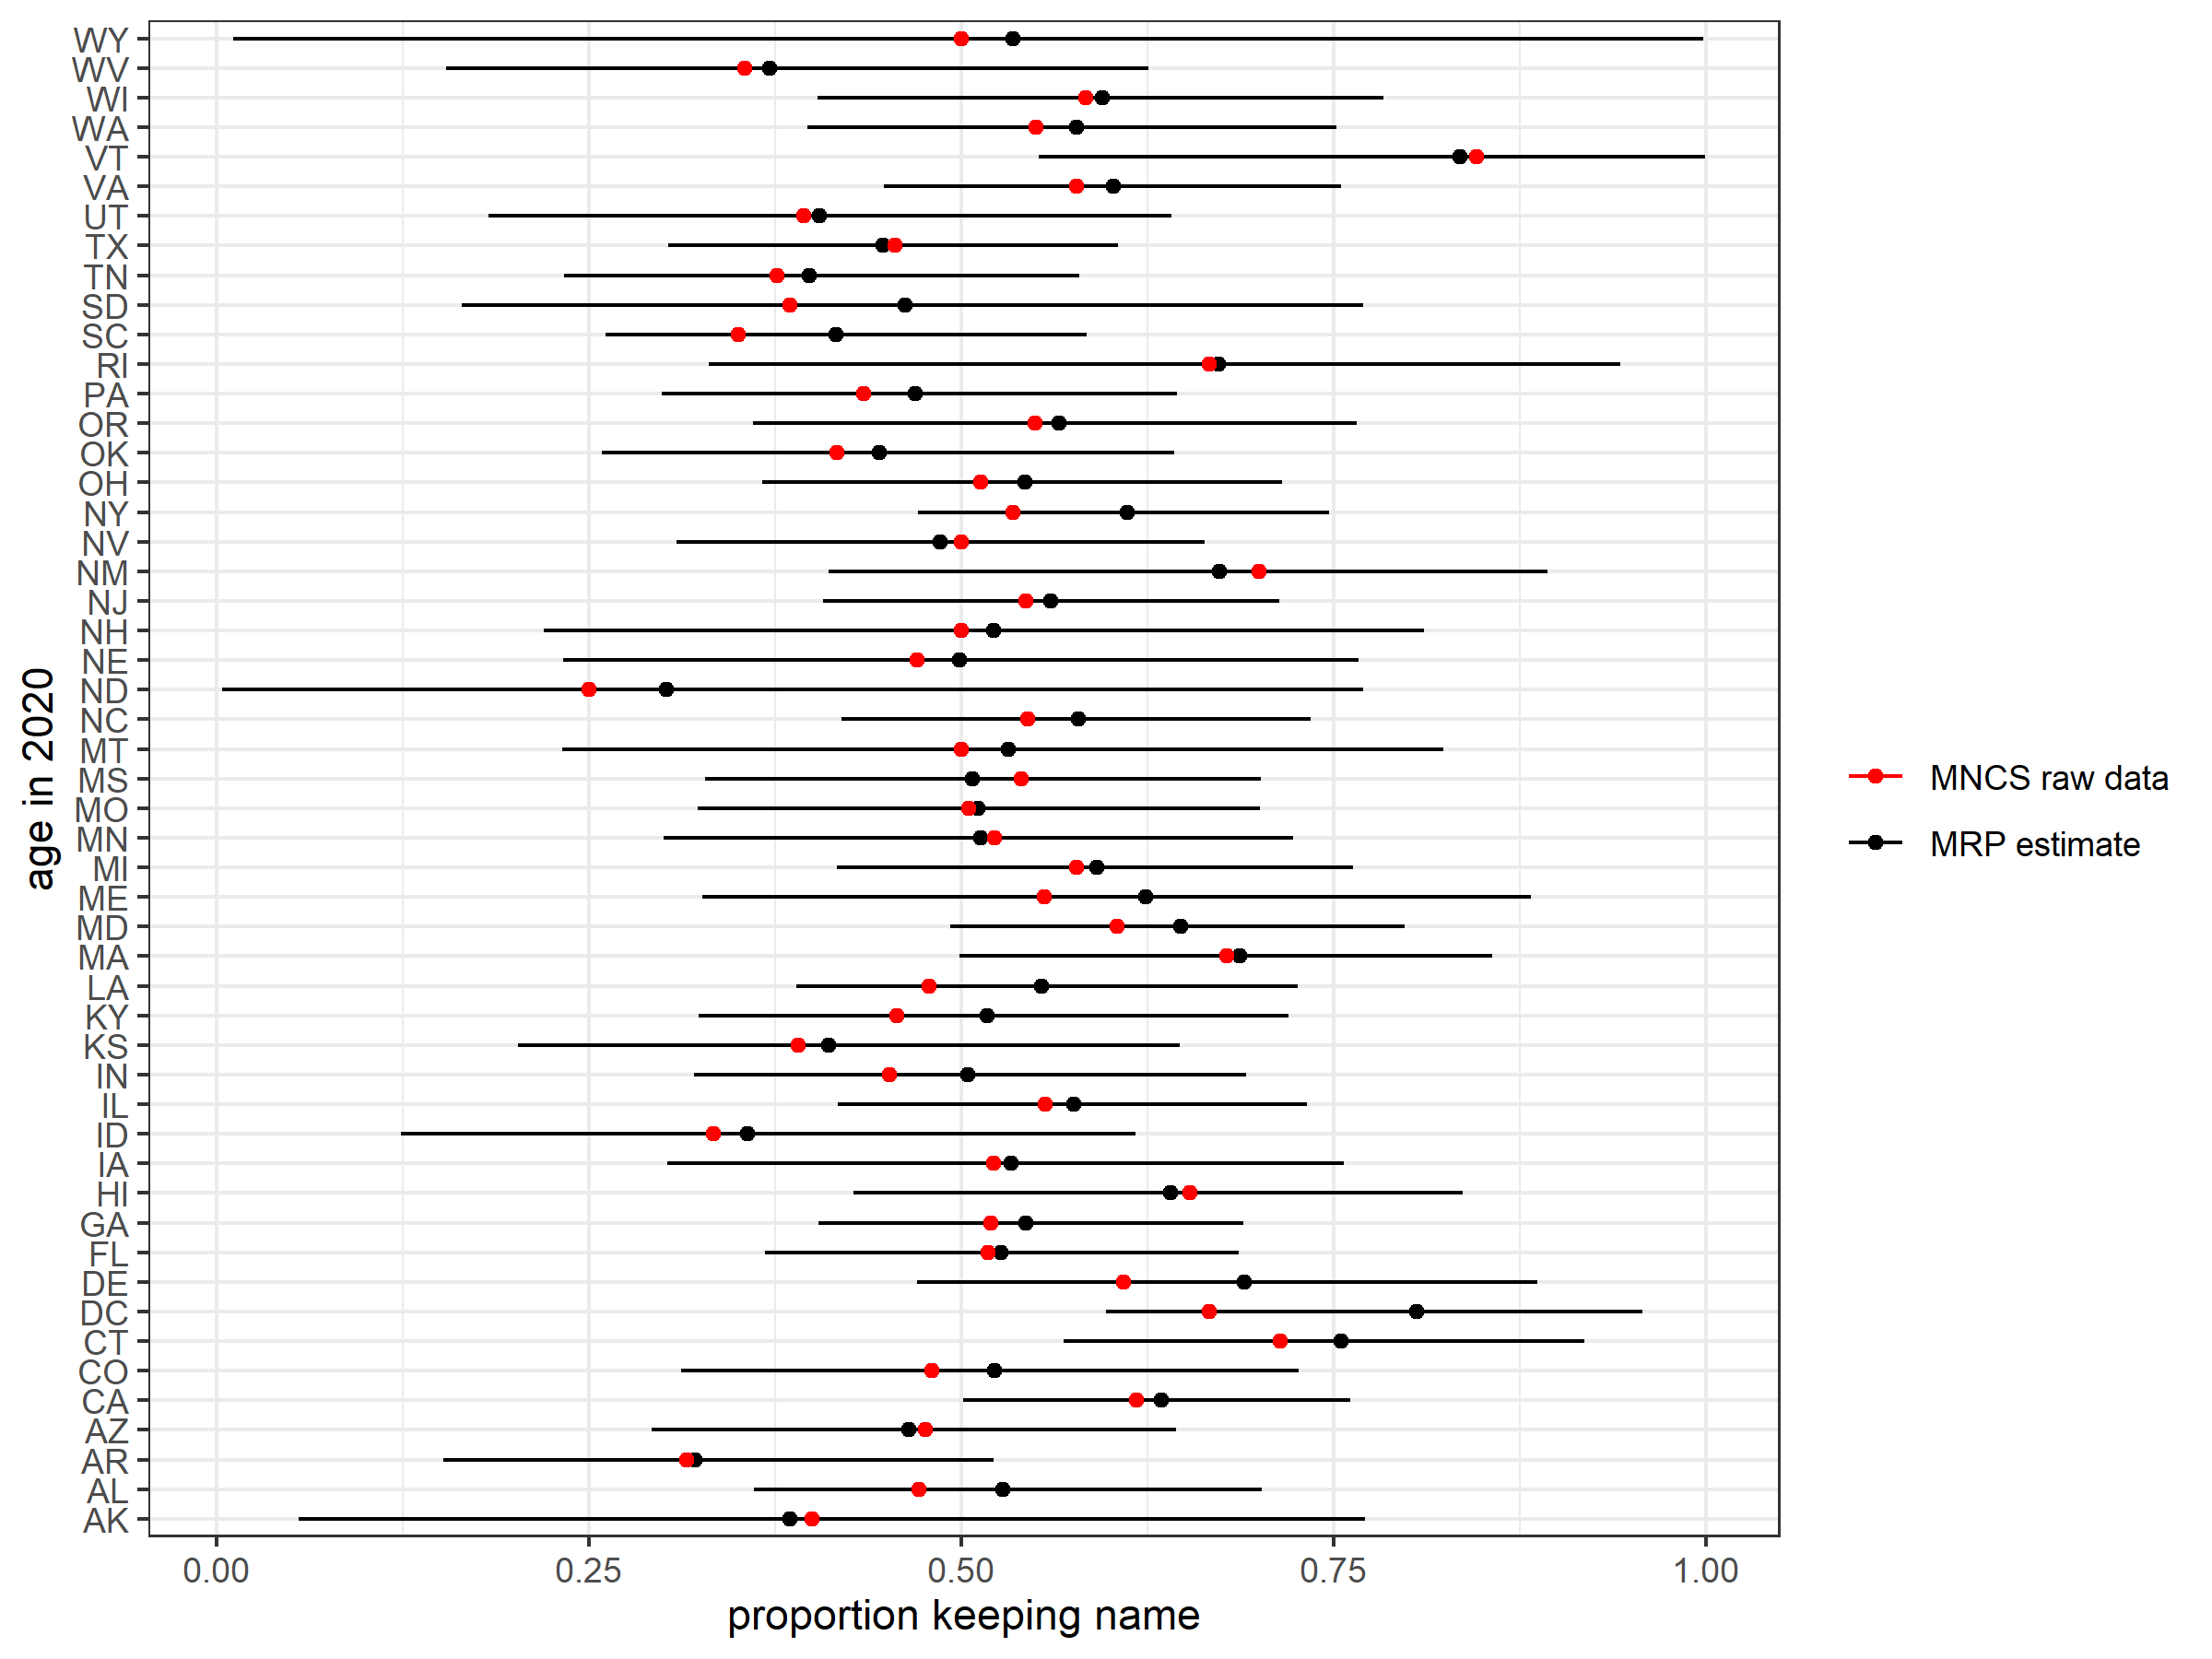 WY
WV
WI
WA
VT
VA
UT
TX
TN
SD
SC
RI
PA
OR
OK
OH
NY
NV
NM
NJ
NH
NE
ND
NC
MT
MS
MO
MN
MI
ME
MD
MA
LA
KY
KS
IN
IL
ID
IA
HI
GA
FL
DE
DC
CT
CO
CA
AZ
AR
AL
AK
age in 2020
0.00 0.25 0.50 0.75 1.00
proportion keeping name
MNCS raw data
MRP estimate